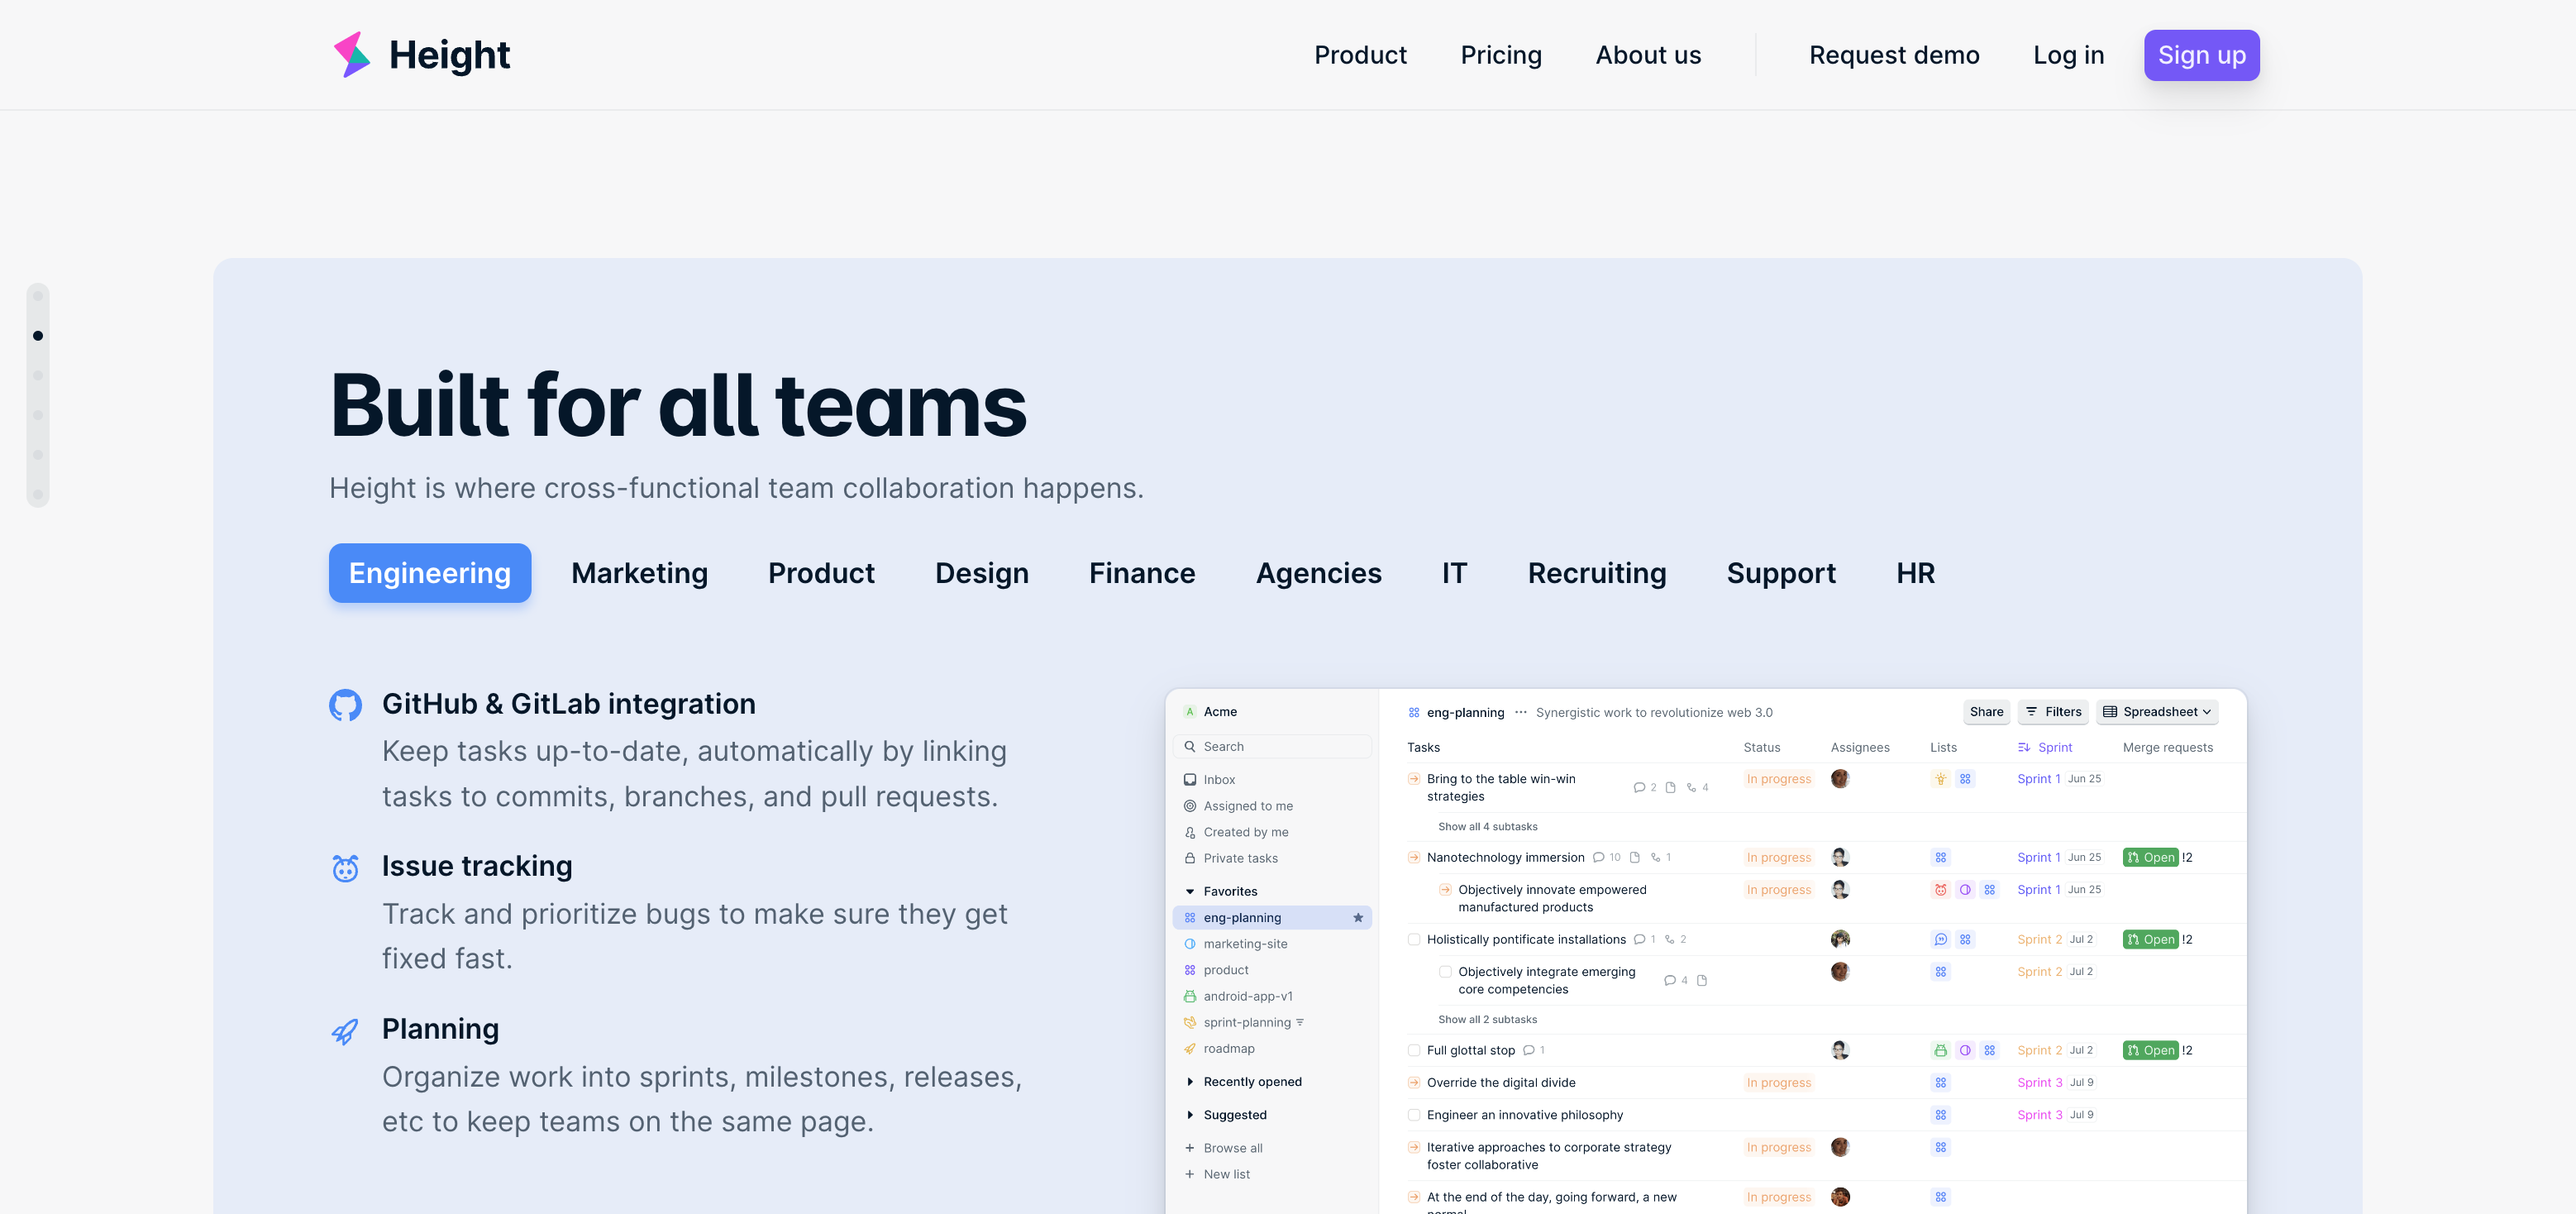 Height
Product
Pricing
About us
Request demo
Log in
Sign up
Built for all teams
Height is where cross-functional team collaboration happens.
Engineering
Marketing
Product
Design
Finance
Agencies
IT
Recruiting
Support
HR
GitHub & GitLab integration
Keep tasks up-to-date, automatically by linking
tasks to commits, branches, and pull requests.
Issue tracking
Track and prioritize bugs to make sure they get
fixed fast.
Planning
Organize work into sprints, milestones, releases,
etc to keep teams on the same page.
A Acme
Search
Inbox
Assigned to me
Created by me
Private tasks
Favorites
eng-planning
marketing-site
product
android-app-v1
sprint-planning
roadmap
Recently opened
Suggested
+ Browse all
+ New list
eng-planning ··· Synergistic work to revolutionize web 3.0
Share
Filters
Spreadsheet
Tasks Status Assignees Lists Sprint Merge requests
Bring to the table win-win
strategies
2 4 In progress Sprint 1 Jun 25
Show all 4 subtasks
Nanotechnology immersion 10 1 In progress Sprint 1 Jun 25 Open !2
Objectively innovate empowered
manufactured products
In progress Sprint 1 Jun 25
Holistically pontificate installations 1 2 Sprint 2 Jul 2 Open !2
Objectively integrate emerging
core competencies
4 Sprint 2 Jul 2
Show all 2 subtasks
Full glottal stop 1 Sprint 2 Jul 2 Open !2
Override the digital divide In progress Sprint 3 Jul 9
Engineer an innovative philosophy Sprint 3 Jul 9
Iterative approaches to corporate strategy
foster collaborative
In progress
At the end of the day, going forward, a new
In progress